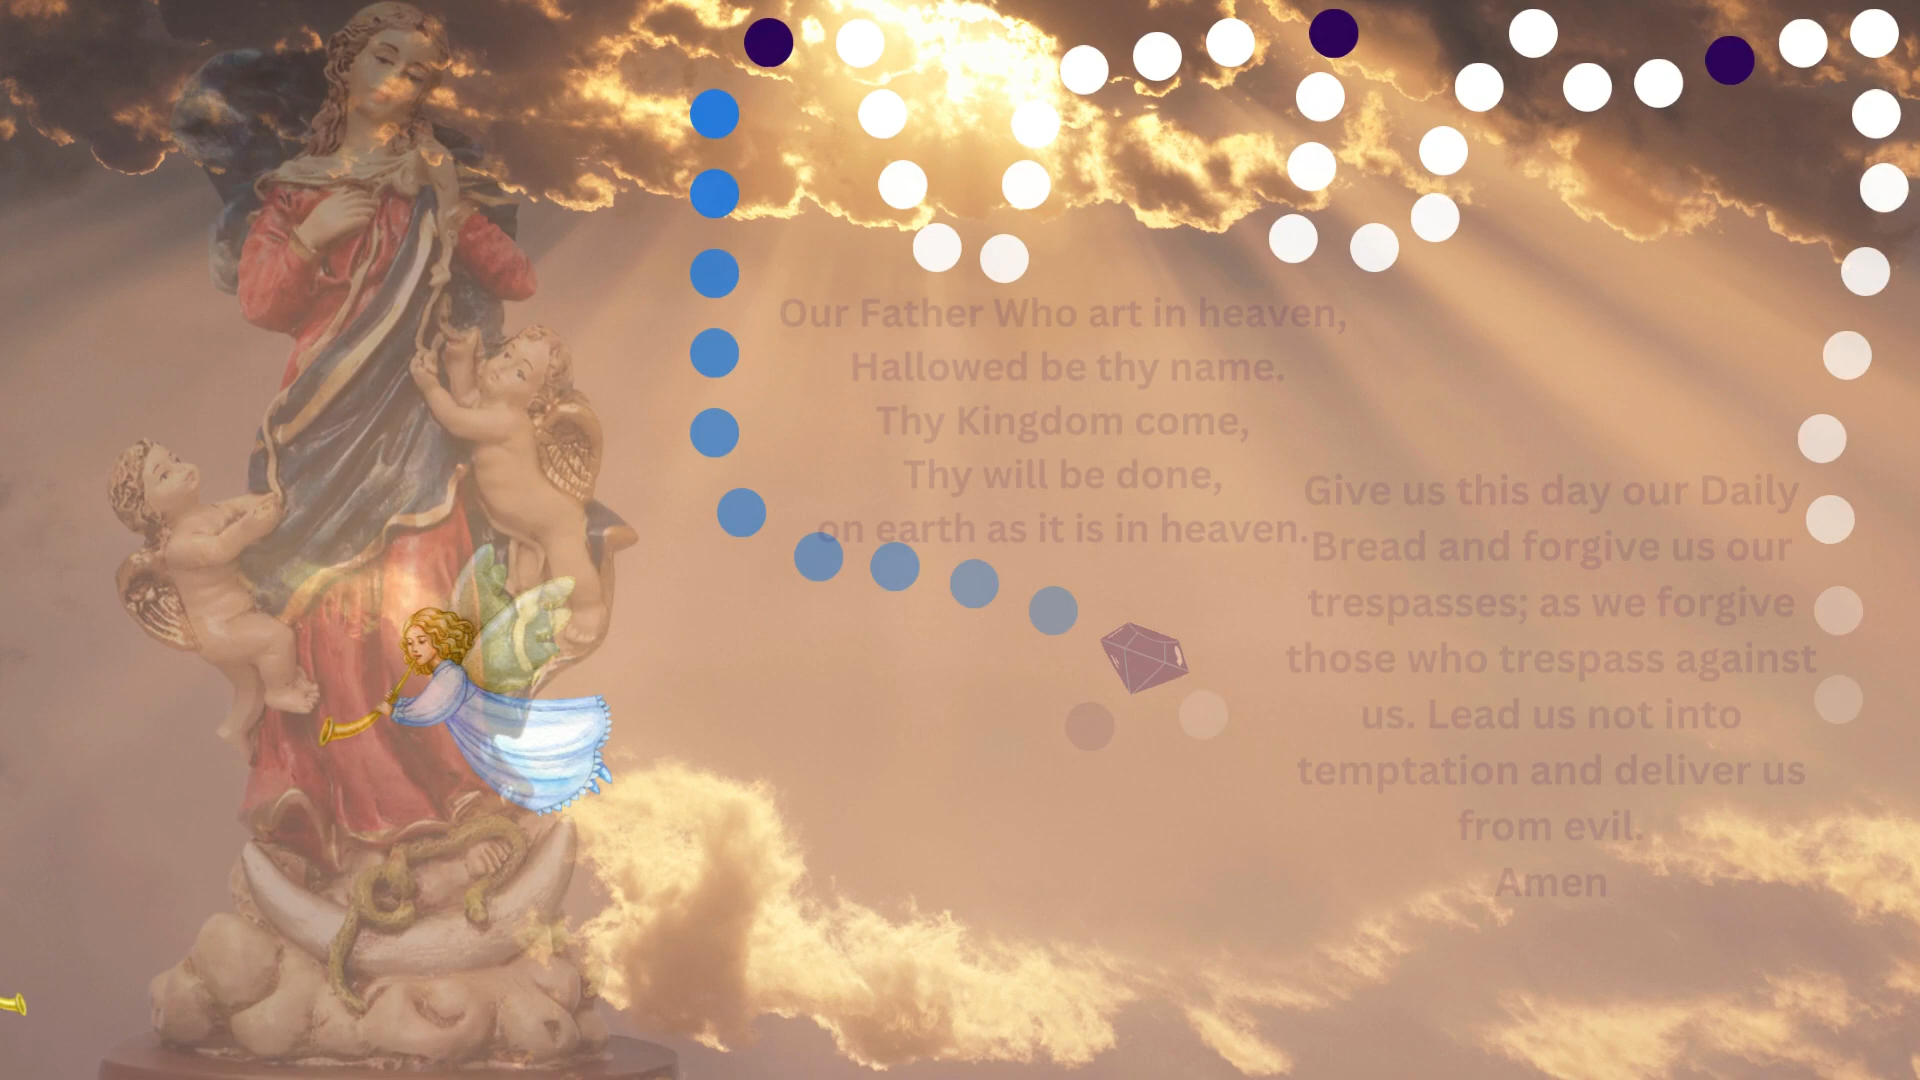 Our Father Who art in heaven,
Hallowed be thy name.
Thy Kingdom come,
Thy will be done,
on earth as it is in heaven.
Give us this day our Daily
Bread and forgive us our
trespasses; as we forgive
those who trespass against
us. Lead us not into
temptation and deliver us
from evil.
Amen